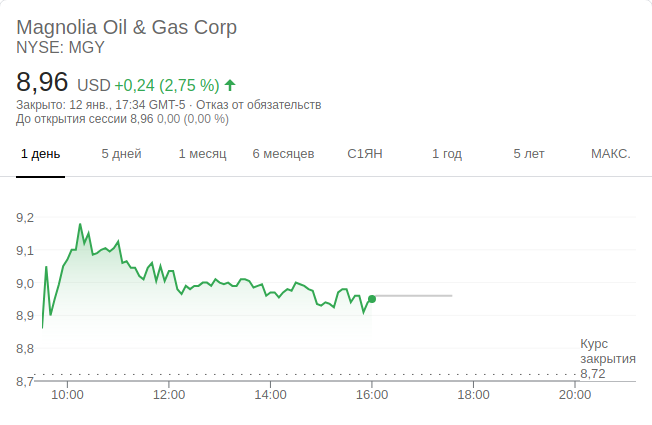 Magnolia Oil & Gas Corp
NYSE: MGY
8,96 USD +0,24 (2,75 %)
Закрыто: 12 янв., 17:34 GMT-5 · Отказ от обязательств
До открытия сессии 8,96 0,00 (0,00 %)
1 день 5 дней 1 месяц 6 месяцев С1ЯН 1 год 5 лет МАКС.
9,2
9,1
9,0
8,9
8,8
8,7
Курс
закрытия
8,72
10:00 12:00 14:00 16:00 18:00 20:00